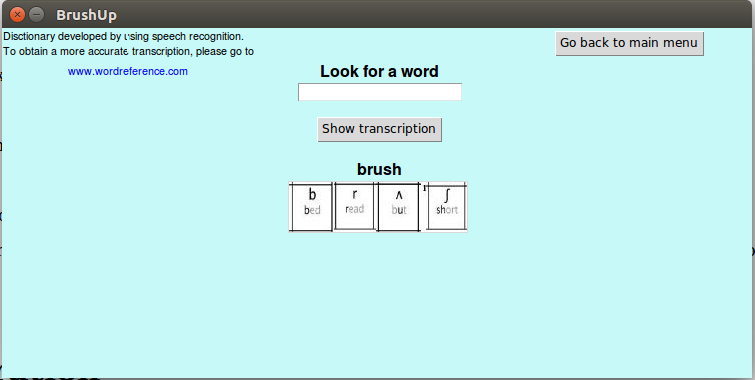 BrushUp
Disctionary developed by using speech recognition.
To obtain a more accurate transcription, please go to
www.wordreference.com
Go back to main menu
Look for a word
Show transcription
brush
b r ʌ ʃ
bed read but short